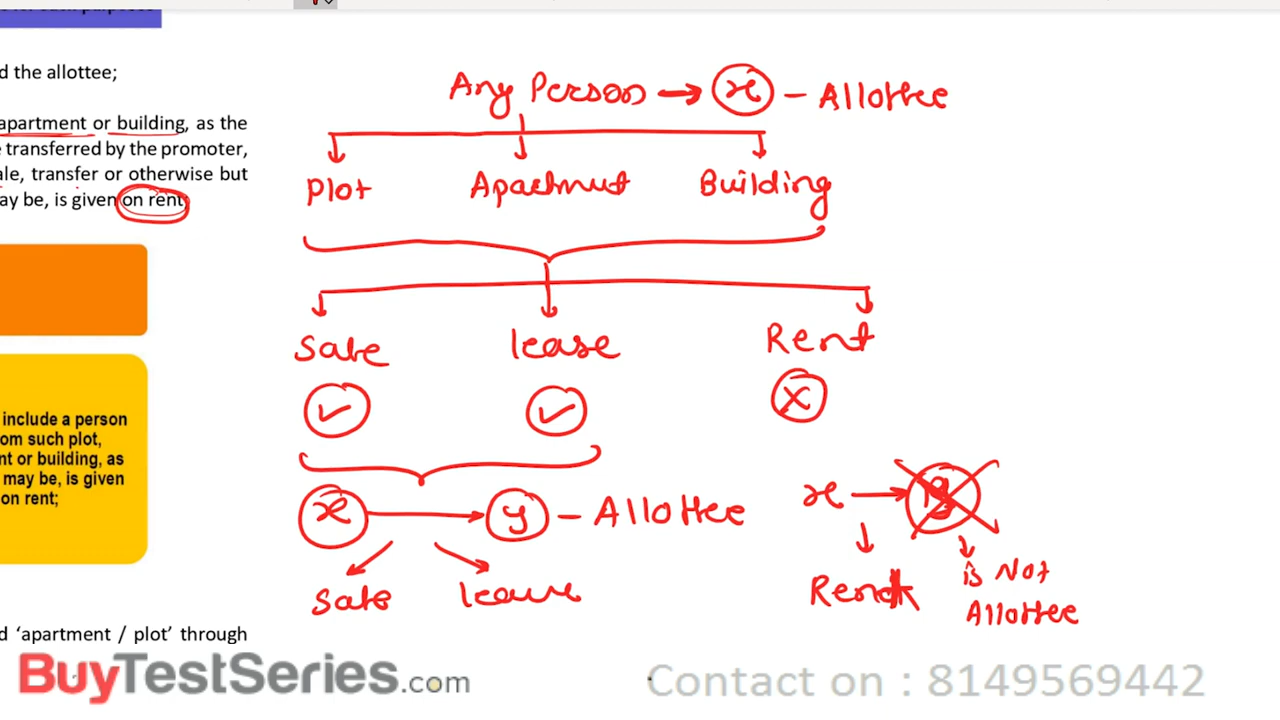 d the allottee;
apartment or building, as the
e transferred by the promoter,
ale, transfer or otherwise but
ay be, is given on rent
include a person
om such plot,
nt or building, as
may be, is given
on rent;
d 'apartment / plot' through
Any Person → x - Allottee
Plot Apartmut Building
Sale lease Rent
x → y - Allottee
Sale lease
x → y
Rent
is Not
Allottee
BuyTestSeries.com
Contact on : 8149569442